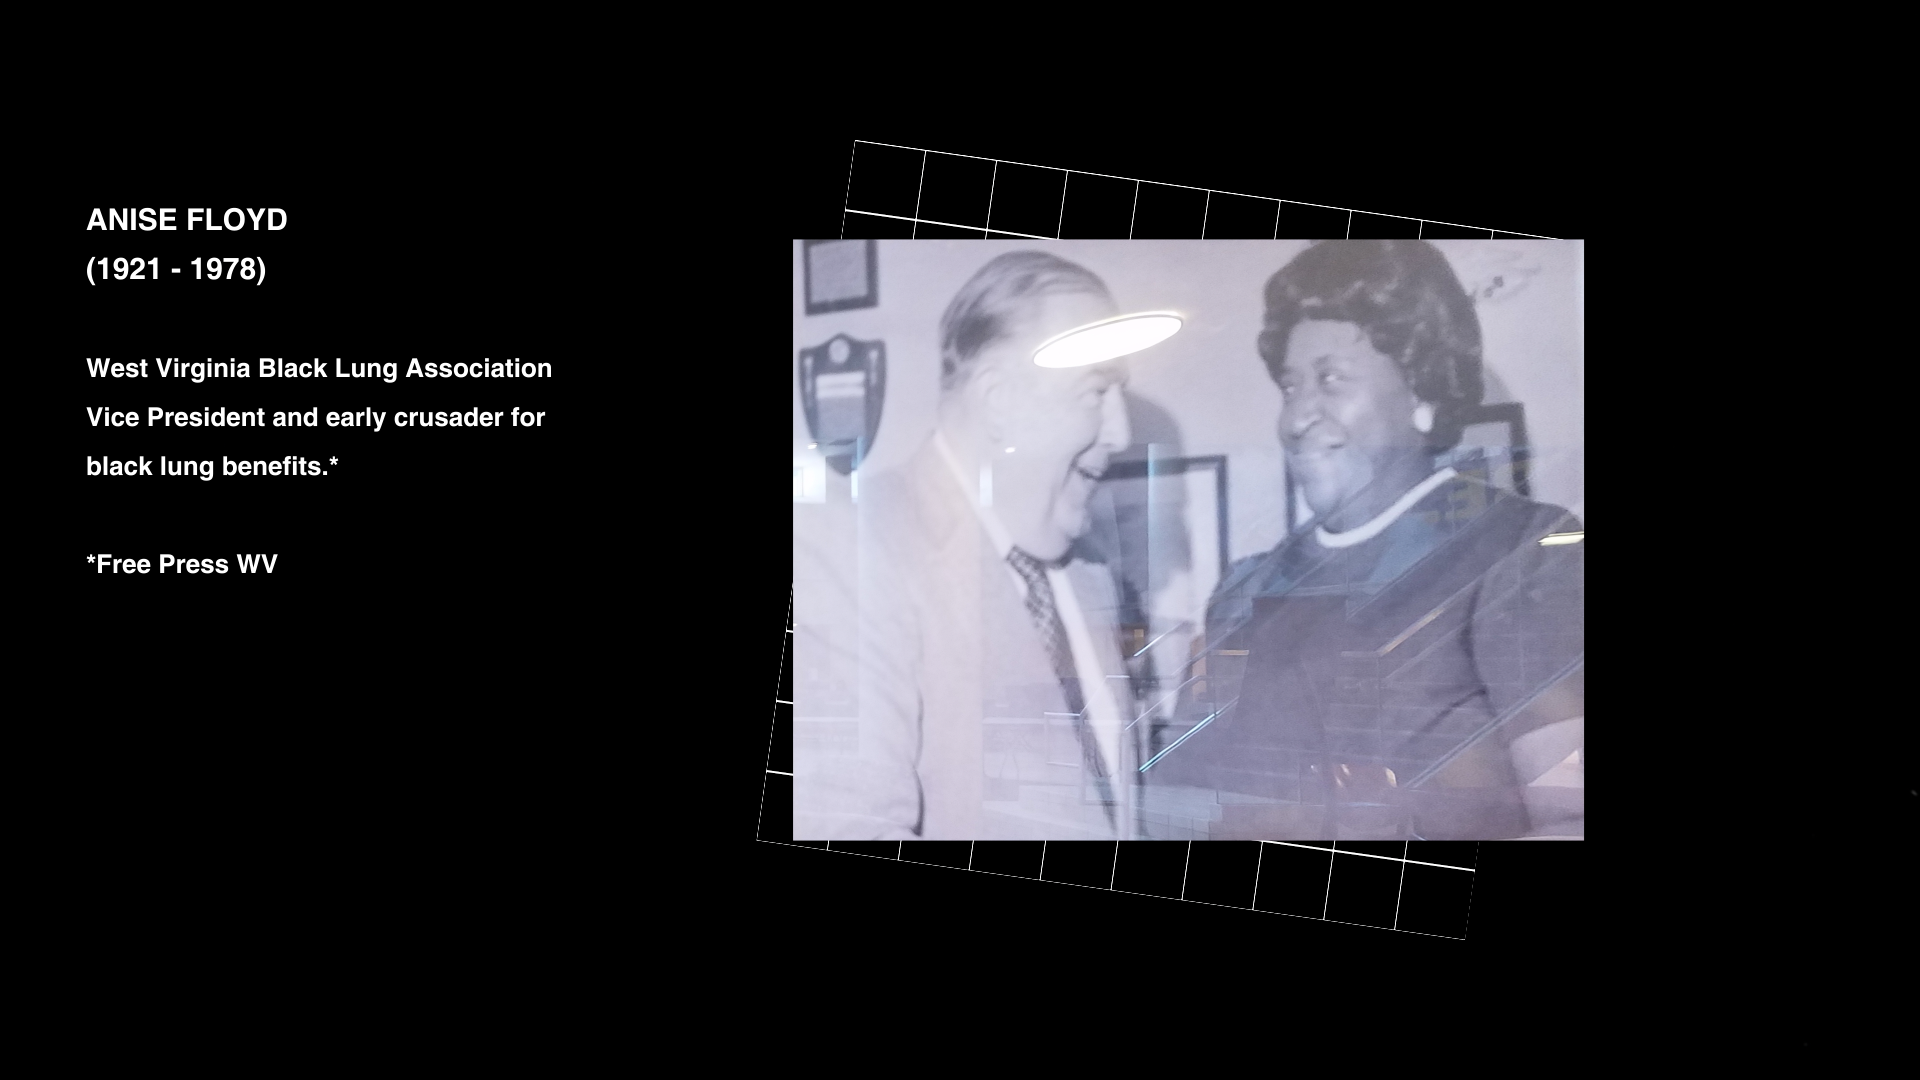 ANISE FLOYD
(1921 - 1978)
West Virginia Black Lung Association
Vice President and early crusader for
black lung benefits.*
*Free Press WV